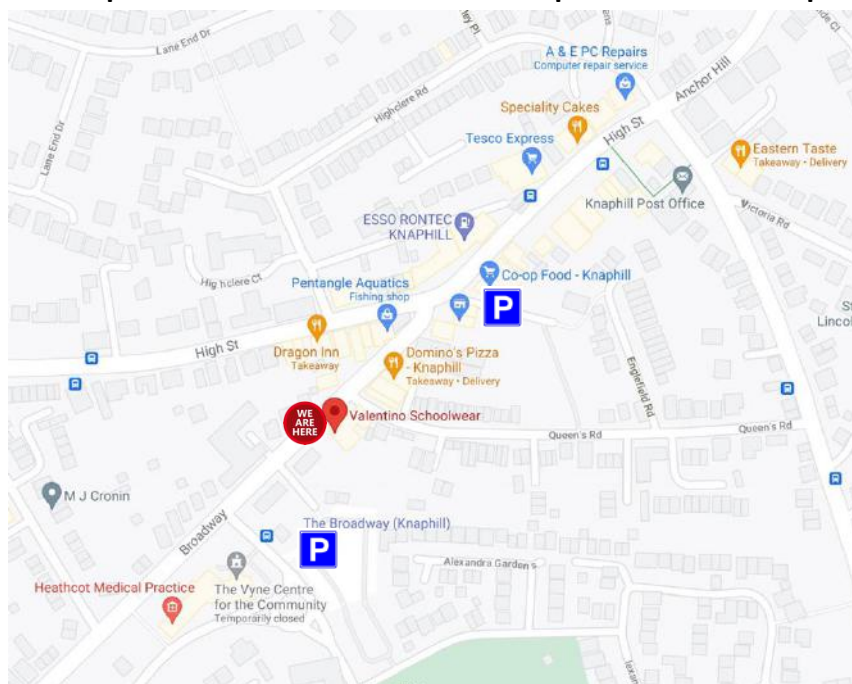 Lane End Dr
A & E PC Repairs
Computer repair service
Anchor Hill
Highclere Rd
Lane End Dr
Speciality Cakes
High St
Tesco Express
Eastern Taste
Takeaway • Delivery
Knaphill Post Office
Victoria Rd
ESSO RONTEC
KNAPHILL
Highclere Ct
Co-op Food - Knaphill
P
Pentangle Aquatics
Fishing shop
St
Lincol
High St
Dragon Inn
Takeaway
Domino's Pizza
- Knaphill
Takeaway • Delivery
Englefield Rd
WE
ARE
HERE
Valentino Schoolwear
Queen's Rd
Queen's Rd
M J Cronin
Broadway
The Broadway (Knaphill)
P
Alexandra Gardens
Heathcot Medical Practice
The Vyne Centre
for the Community
Temporarily closed